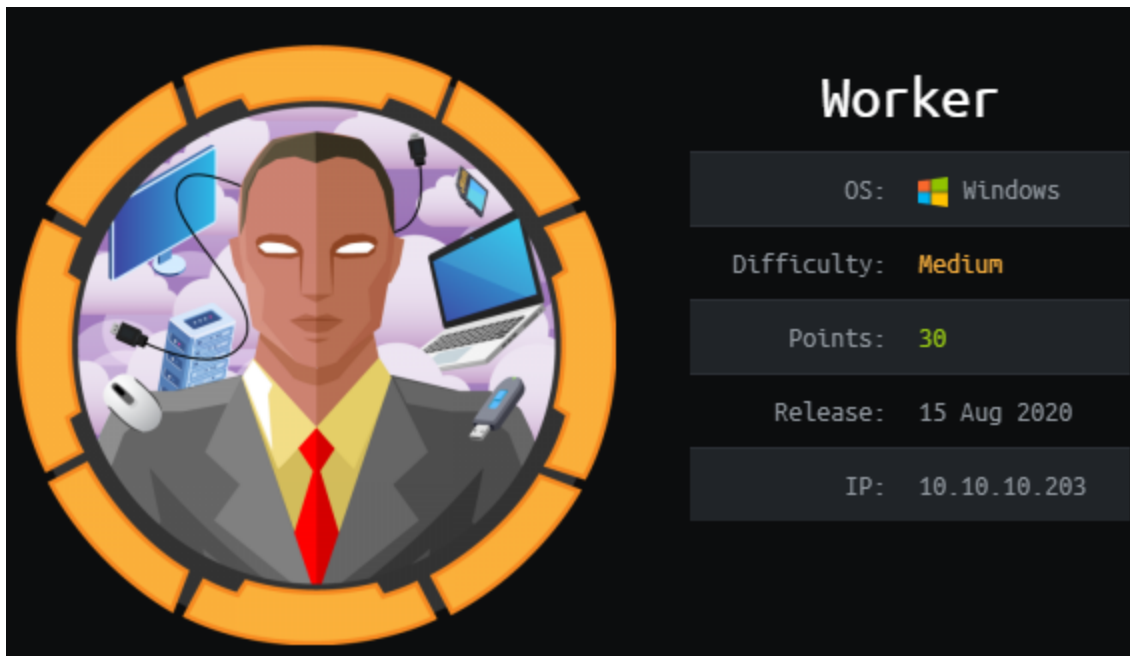 Worker
OS: Windows
Difficulty: Medium
Points: 30
Release: 15 Aug 2020
IP: 10.10.10.203